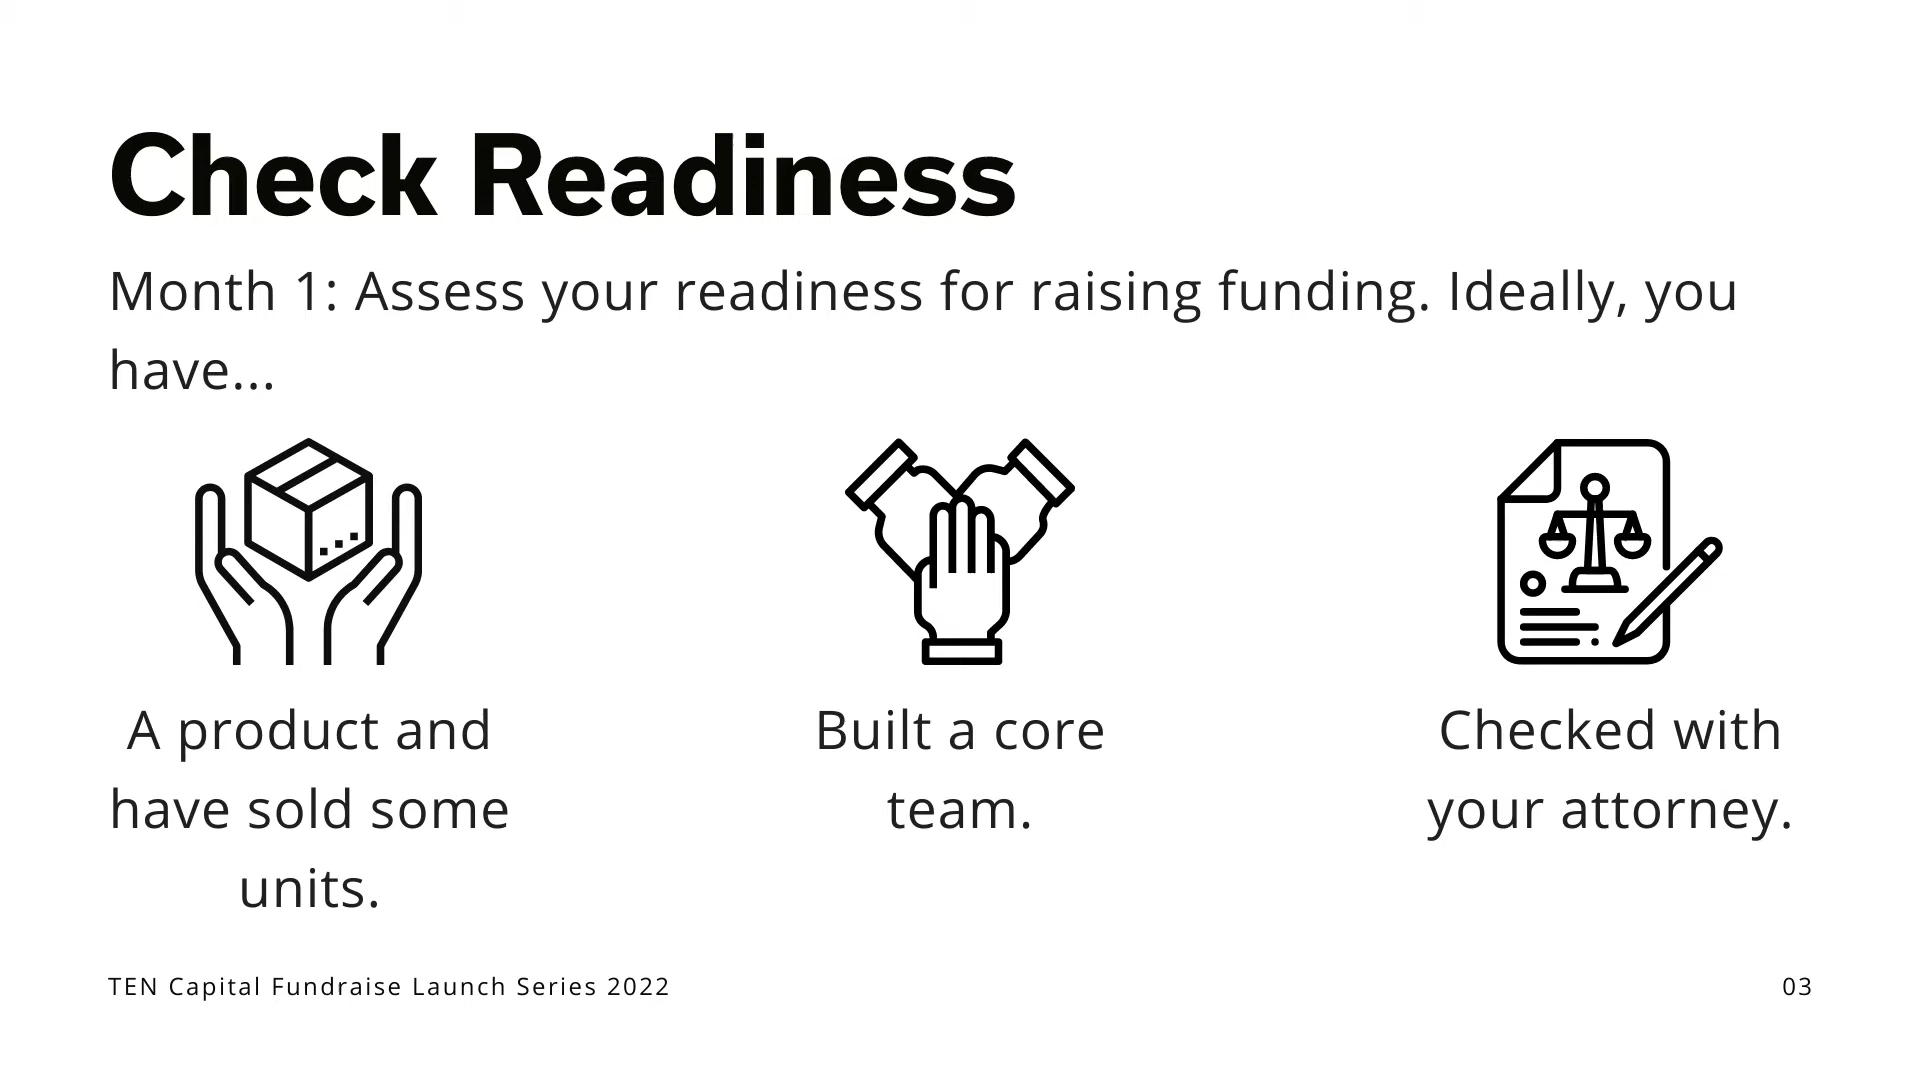 Check Readiness
Month 1: Assess your readiness for raising funding. Ideally, you
have...
A product and
have sold some
units.
Built a core
team.
Checked with
your attorney.
TEN Capital Fundraise Launch Series 2022
03